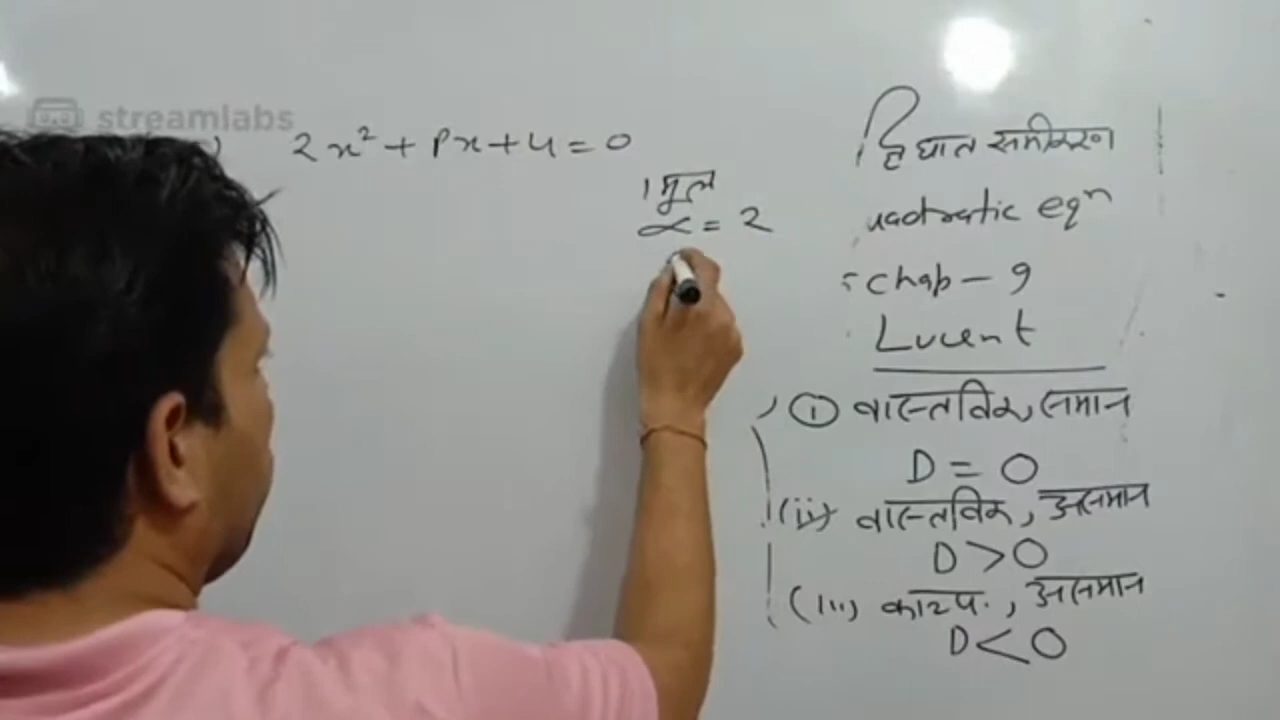 streamlabs
) 2x² + Px + 4 = 0
1 मूल
α = 2
द्विघात समीकरण
uadratic eqⁿ
chap - 9
Lucent
(i) वास्तविक, समान
D = 0
(ii) वास्तविक, असमान
D > 0
(iii) काल्प., असमान
D < 0